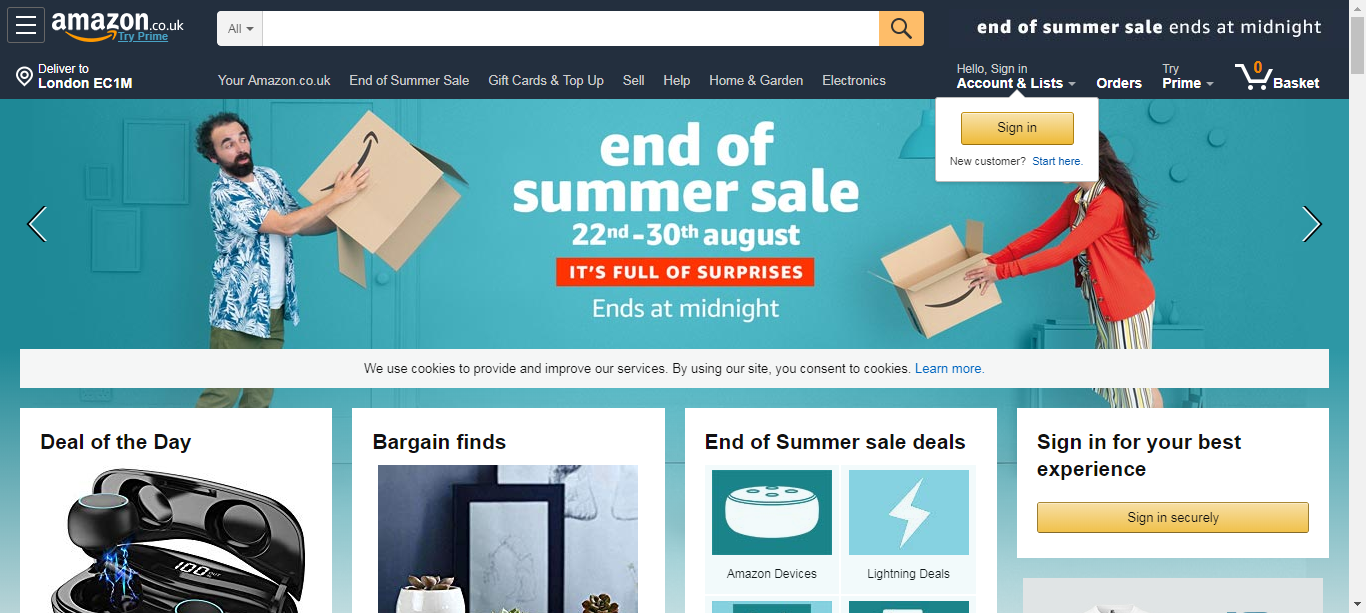 amazon.co.uk
Try Prime
All
end of summer sale ends at midnight
Deliver to
London EC1M
Your Amazon.co.uk End of Summer Sale Gift Cards & Top Up Sell Help Home & Garden Electronics
Hello, Sign in
Account & Lists
Orders
Try
Prime
0
Basket
Sign in
New customer? Start here.
end of
summer sale
22nd-30th august
IT'S FULL OF SURPRISES
Ends at midnight
We use cookies to provide and improve our services. By using our site, you consent to cookies. Learn more.
Deal of the Day
100
Bargain finds
End of Summer sale deals
Amazon Devices
Lightning Deals
Sign in for your best
experience
Sign in securely